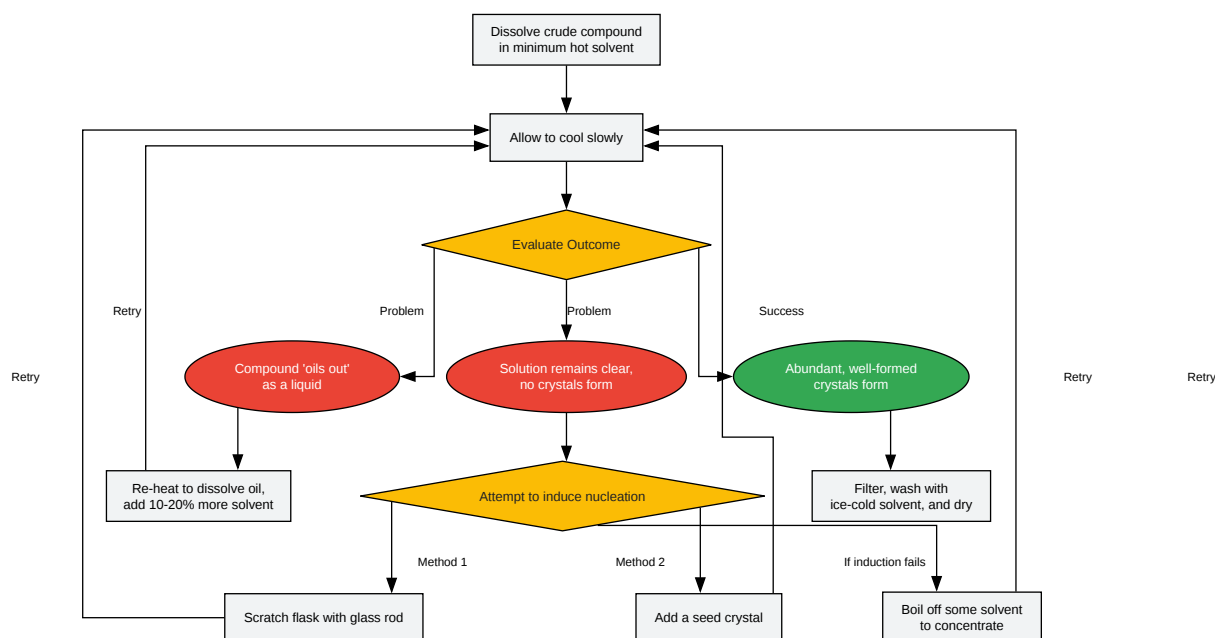 Dissolve crude compound
in minimum hot solvent
Allow to cool slowly
Evaluate Outcome
Retry
Problem
Problem
Success
Compound 'oils out'
as a liquid
Solution remains clear,
no crystals form
Abundant, well-formed
crystals form
Retry
Retry
Retry
Re-heat to dissolve oil,
add 10-20% more solvent
Attempt to induce nucleation
Filter, wash with
ice-cold solvent, and dry
Method 1
Method 2
If induction fails
Scratch flask with glass rod
Add a seed crystal
Boil off some solvent
to concentrate